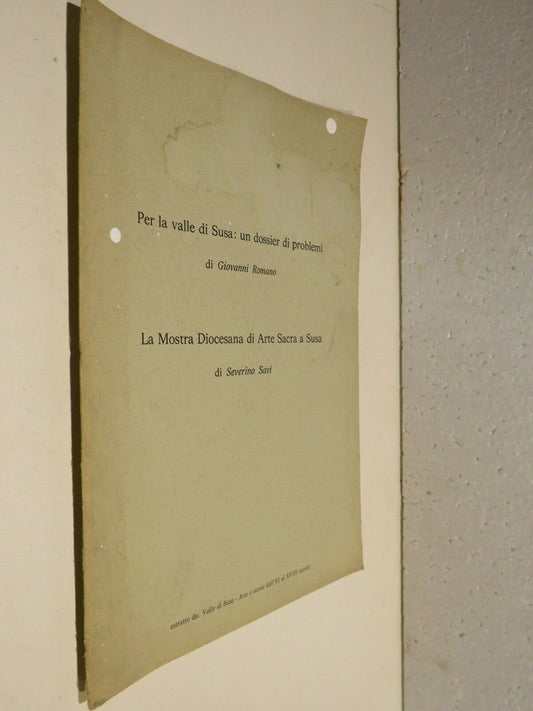 Per la valle di Susa: un dossier di problemi
di Giovanni Romano
La Mostra Diocesana di Arte Sacra a Susa
di Severino Savi
estratto da: Valle di Susa - Arte e storia dall'XI al XVIII secolo